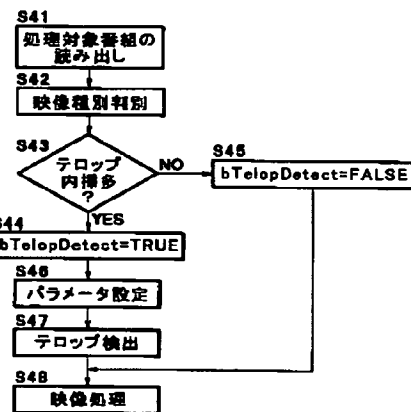 S41
処理対象番組の
読み出し
S42
映像種別判別
S43
テロップ
内挿多
?
NO
S45
bTelopDetect=FALSE
YES
S44
bTelopDetect=TRUE
S46
パラメータ設定
S47
テロップ検出
S48
映像処理